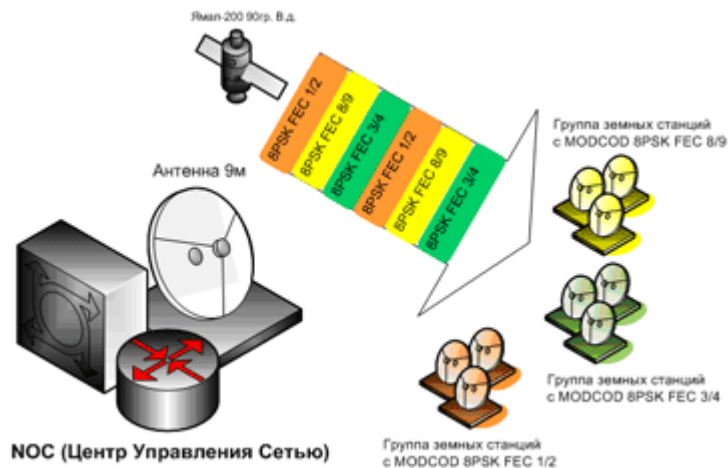 Ямал-200 90гр. В.д.
8PSK FEC 1/2
8PSK FEC 8/9
8PSK FEC 3/4
8PSK FEC 1/2
8PSK FEC 8/9
8PSK FEC 3/4
Группа земных станций
с MODCOD 8PSK FEC 8/9
Антенна 9м
Группа земных станций
с MODCOD 8PSK FEC 3/4
NOC (Центр Управления Сетью)
Группа земных станций
с MODCOD 8PSK FEC 1/2